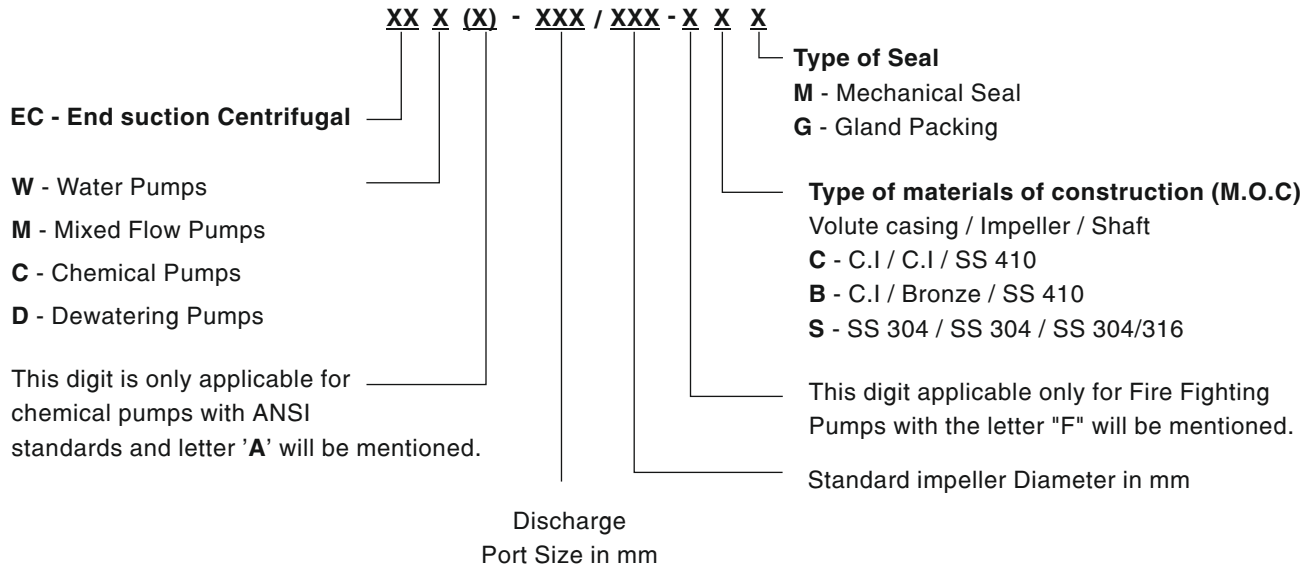 XX X (X) - XXX / XXX - X X X
Type of Seal
M - Mechanical Seal
G - Gland Packing
EC - End suction Centrifugal
W - Water Pumps
M - Mixed Flow Pumps
C - Chemical Pumps
D - Dewatering Pumps
Type of materials of construction (M.O.C)
Volute casing / Impeller / Shaft
C - C.I / C.I / SS 410
B - C.I / Bronze / SS 410
S - SS 304 / SS 304 / SS 304/316
This digit is only applicable for
chemical pumps with ANSI
standards and letter ’A’ will be mentioned.
This digit applicable only for Fire Fighting
Pumps with the letter "F" will be mentioned.
Standard impeller Diameter in mm
Discharge
Port Size in mm